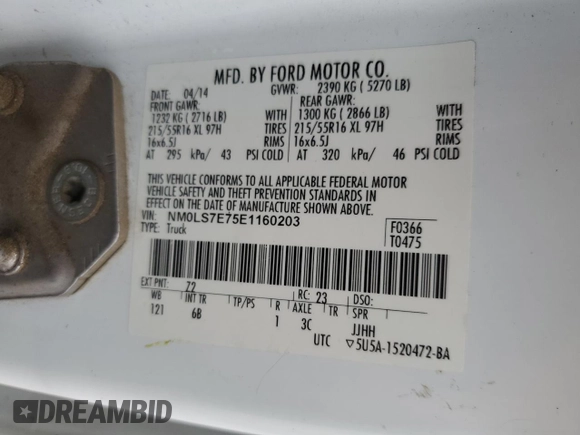 MFD. BY FORD MOTOR CO.
DATE: 04/14 GVWR: 2390 KG ( 5270 LB)
FRONT GAWR: REAR GAWR:
1232 KG ( 2716 LB) WITH 1300 KG ( 2866 LB) WITH
215/55R16 XL 97H TIRES 215/55R16 XL 97H TIRES
16x6.5J RIMS 16x6.5J RIMS
AT 295 kPa/ 43 PSI COLD AT 320 kPa/ 46 PSI COLD
THIS VEHICLE CONFORMS TO ALL APPLICABLE FEDERAL MOTOR
VEHICLE SAFETY AND THEFT PREVENTION STANDARDS IN
EFFECT ON THE DATE OF MANUFACTURE SHOWN ABOVE.
VIN: NM0LS7E75E1160203 F0366
TYPE: Truck T0475
EXT PNT: Z2 RC: 23 DSO:
WB INT TR TP/PS R AXLE TR SPR
121 6B 1 3C JJHH
UTC ▽5U5A-1520472-BA
DREAMBID